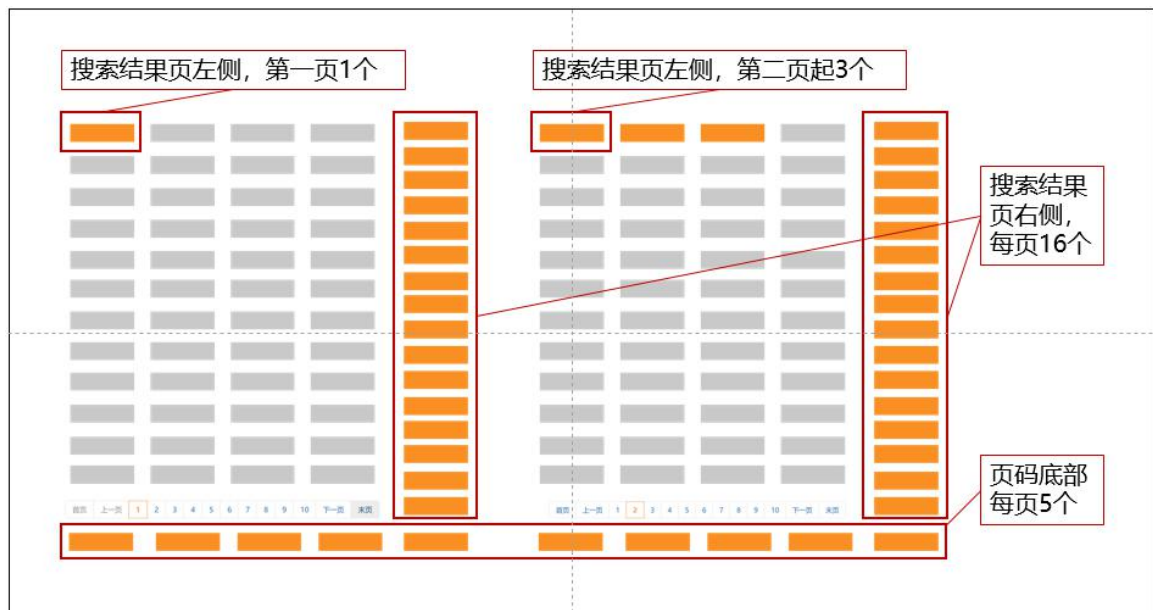 搜索结果页左侧，第一页1个
搜索结果页左侧，第二页起3个
搜索结果
页右侧，
每页16个
首页 上一页 1 2 3 4 5 6 7 8 9 10 下一页 末页
首页 上一页 1 2 3 4 5 6 7 8 9 10 下一页 末页
页码底部
每页5个